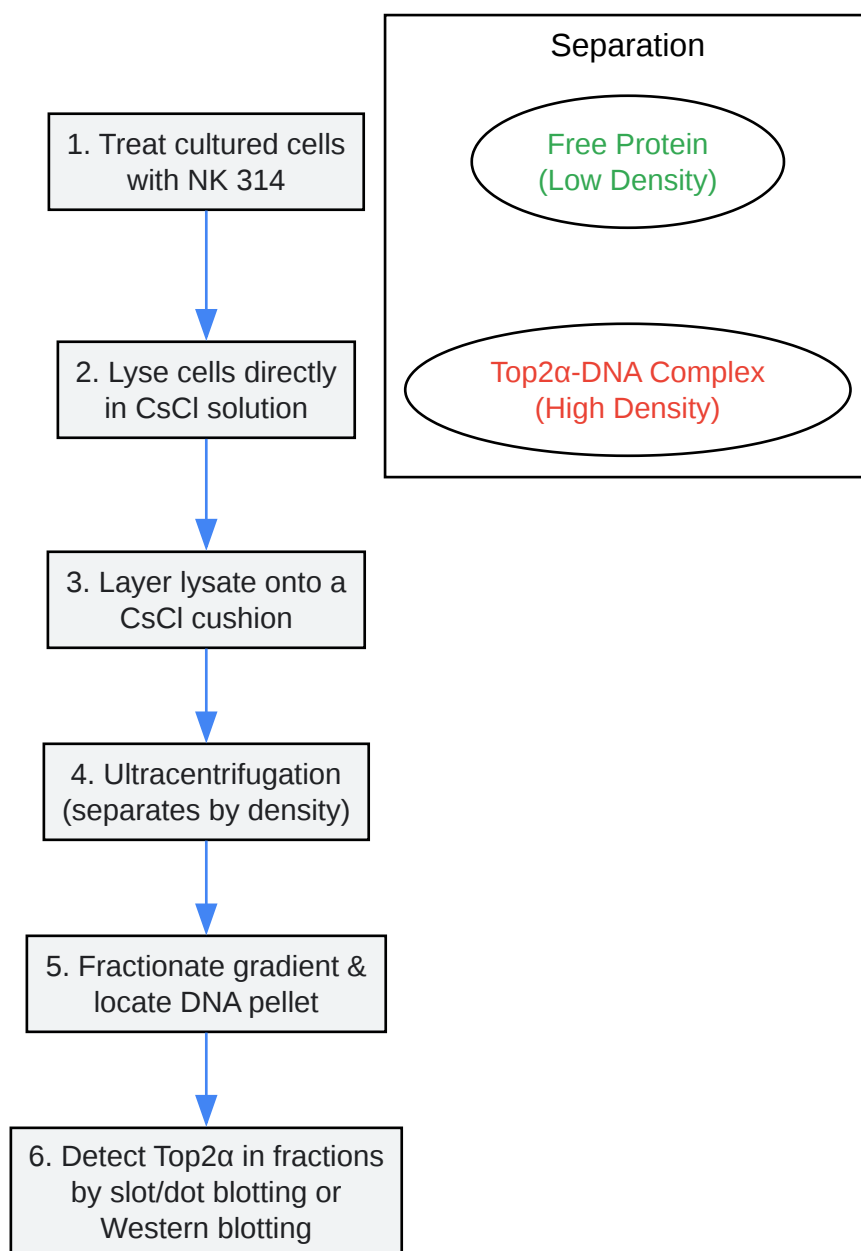 Separation
1. Treat cultured cells
with NK 314
Free Protein
(Low Density)
2. Lyse cells directly
in CsCl solution
Top2α-DNA Complex
(High Density)
3. Layer lysate onto a
CsCl cushion
4. Ultracentrifugation
(separates by density)
5. Fractionate gradient &
locate DNA pellet
6. Detect Top2α in fractions
by slot/dot blotting or
Western blotting